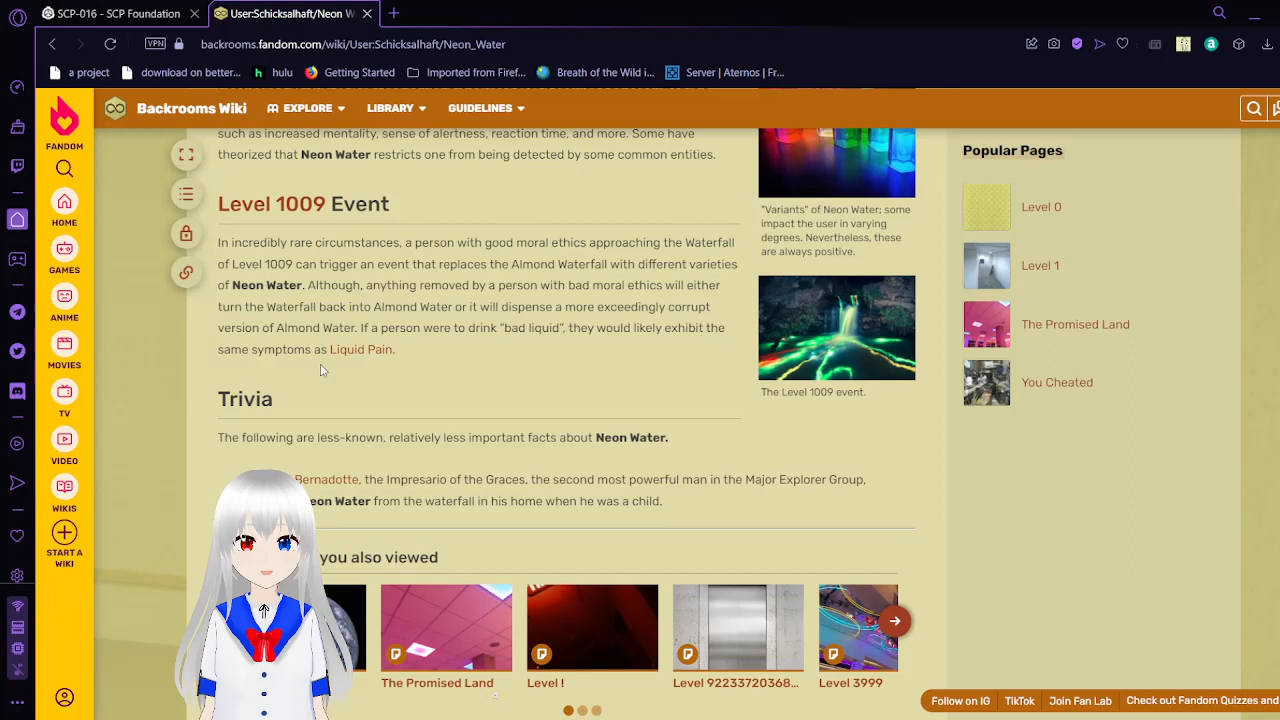 SCP-016 - SCP Foundation
User:Schicksalhaft/Neon W
VPN
backrooms.fandom.com/wiki/User:Schicksalhaft/Neon_Water
a project
download on better...
hulu
Getting Started
Imported from Firef...
Breath of the Wild i...
Server | Aternos | Fr...
FANDOM
HOME
GAMES
ANIME
MOVIES
TV
VIDEO
WIKIS
START A
WIKI
Backrooms Wiki
EXPLORE
LIBRARY
GUIDELINES
such as increased mentality, sense of alertness, reaction time, and more. Some have
theorized that Neon Water restricts one from being detected by some common entities.
Level 1009 Event
In incredibly rare circumstances, a person with good moral ethics approaching the Waterfall
of Level 1009 can trigger an event that replaces the Almond Waterfall with different varieties
of Neon Water. Although, anything removed by a person with bad moral ethics will either
turn the Waterfall back into Almond Water or it will dispense a more exceedingly corrupt
version of Almond Water. If a person were to drink "bad liquid", they would likely exhibit the
same symptoms as Liquid Pain.
"Variants" of Neon Water; some
impact the user in varying
degrees. Nevertheless, these
are always positive.
The Level 1009 event.
Trivia
The following are less-known, relatively less important facts about Neon Water.
Bernadotte, the Impresario of the Graces, the second most powerful man in the Major Explorer Group,
Neon Water from the waterfall in his home when he was a child.
you also viewed
The Promised Land
Level !
Level 92233720368...
Level 3999
Popular Pages
Level 0
Level 1
The Promised Land
You Cheated
Follow on IG
TikTok
Join Fan Lab
Check out Fandom Quizzes and